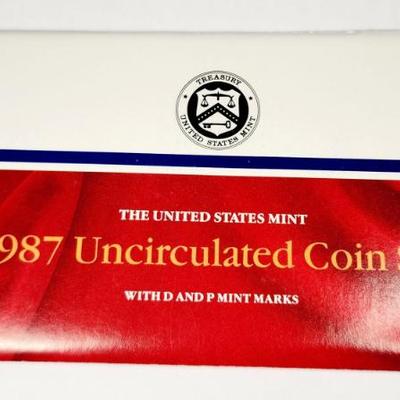 TREASURY
UNITED STATES MINT
THE UNITED STATES MINT
987 Uncirculated Coin S
WITH D AND P MINT MARKS